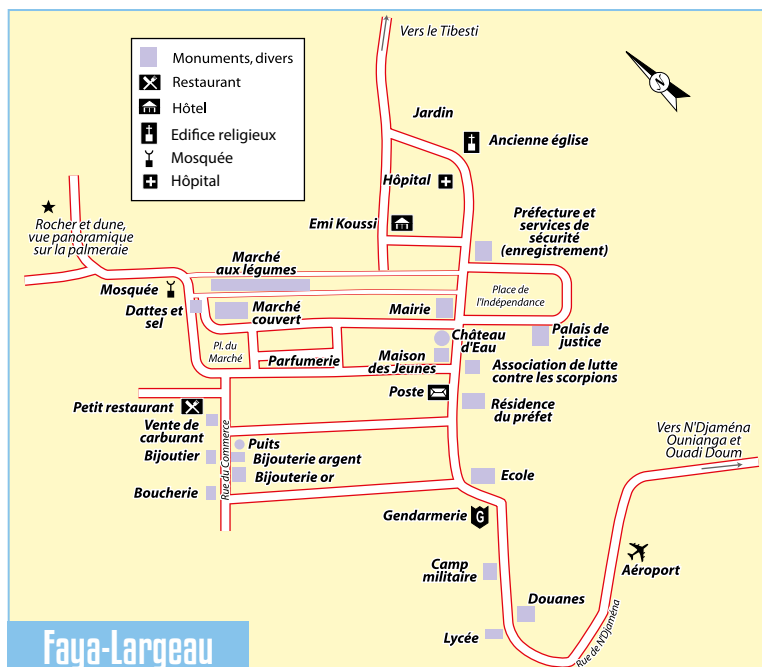 Vers le Tibesti
N
Monuments, divers
Restaurant
Hôtel
Edifice religieux
Mosquée
Hôpital
Jardin
Ancienne église
Hôpital
Emi Koussi
Préfecture et
services de
sécurité
(enregistrement)
Rocher et dune,
vue panoramique
sur la palmeraie
Marché
aux légumes
Mosquée
Dattes et
sel
Marché
couvert
Mairie
Place de
l'Indépendance
Pl. du
Marché
Parfumerie
Château
d'Eau
Maison
des Jeunes
Palais de
justice
Association de lutte
contre les scorpions
Poste
Résidence
du préfet
Petit restaurant
Vente de
carburant
Puits
Bijoutier
Bijouterie argent
Bijouterie or
Boucherie
Rue du Commerce
Vers N'Djaména
Ounianga et
Ouadi Doum
Ecole
Gendarmerie
G
Camp
militaire
Aéroport
Douanes
Lycée
Rue de N'Djaména
Faya-Largeau